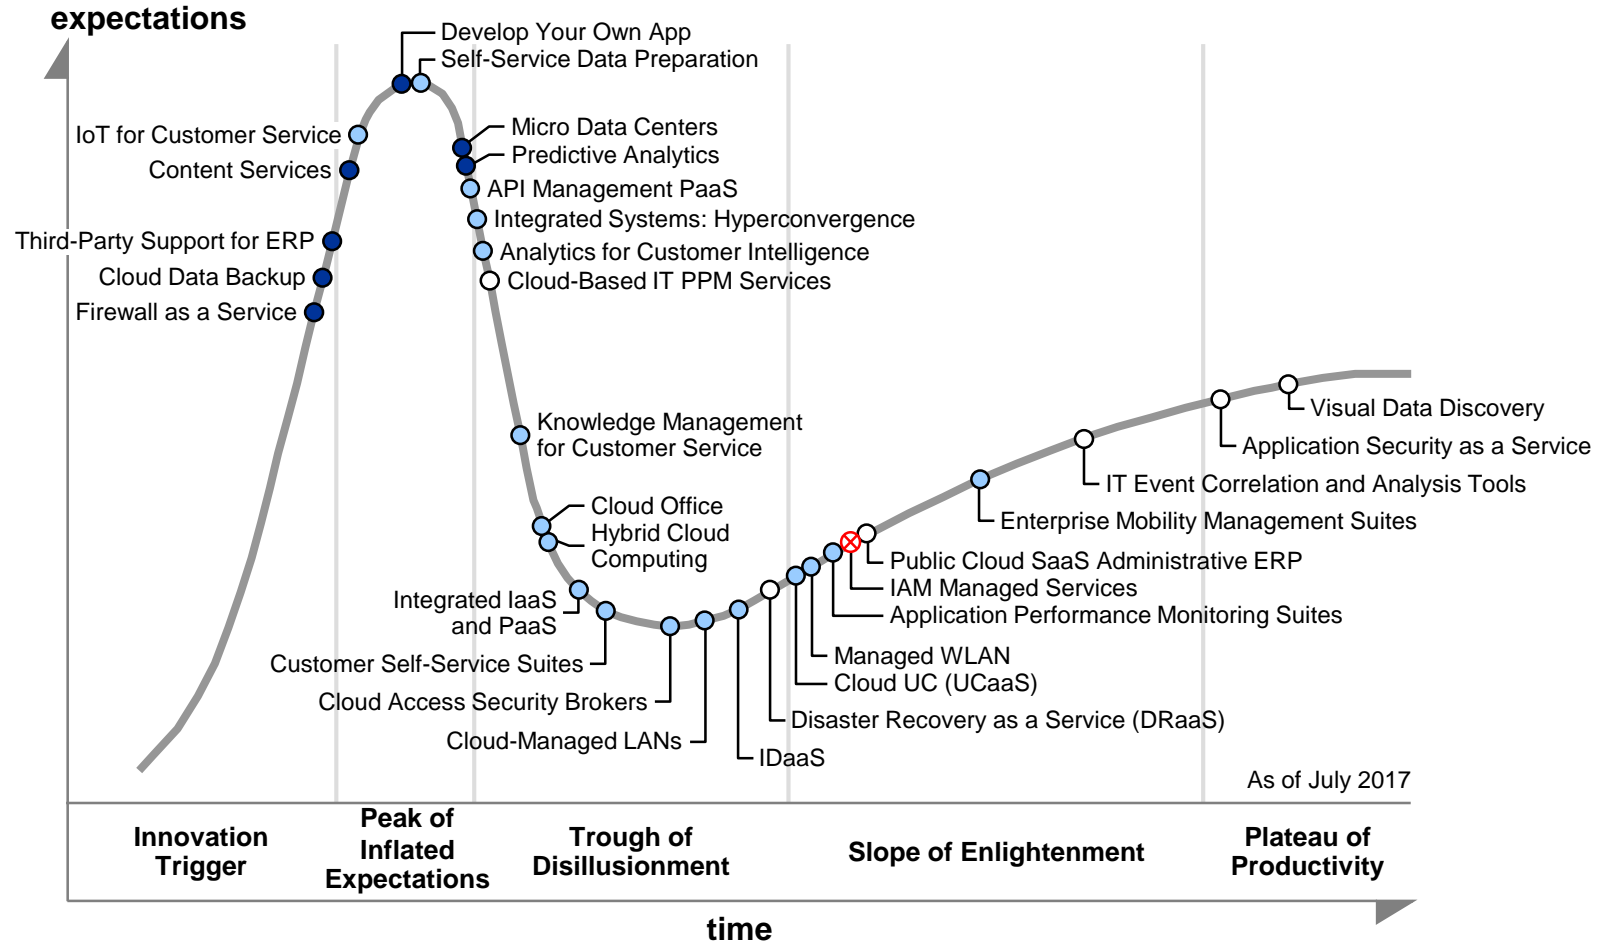 expectations
Develop Your Own App
Self-Service Data Preparation
IoT for Customer Service
Content Services
Third-Party Support for ERP
Cloud Data Backup
Firewall as a Service
Micro Data Centers
Predictive Analytics
API Management PaaS
Integrated Systems: Hyperconvergence
Analytics for Customer Intelligence
Cloud-Based IT PPM Services
Knowledge Management
for Customer Service
Cloud Office
Hybrid Cloud
Computing
Integrated IaaS
and PaaS
Customer Self-Service Suites
Cloud Access Security Brokers
Cloud-Managed LANs
IDaaS
Disaster Recovery as a Service (DRaaS)
Cloud UC (UCaaS)
Managed WLAN
Application Performance Monitoring Suites
IAM Managed Services
Public Cloud SaaS Administrative ERP
Enterprise Mobility Management Suites
IT Event Correlation and Analysis Tools
Application Security as a Service
Visual Data Discovery
As of July 2017
Innovation
Trigger
Peak of
Inflated
Expectations
Trough of
Disillusionment
Slope of Enlightenment
Plateau of
Productivity
time